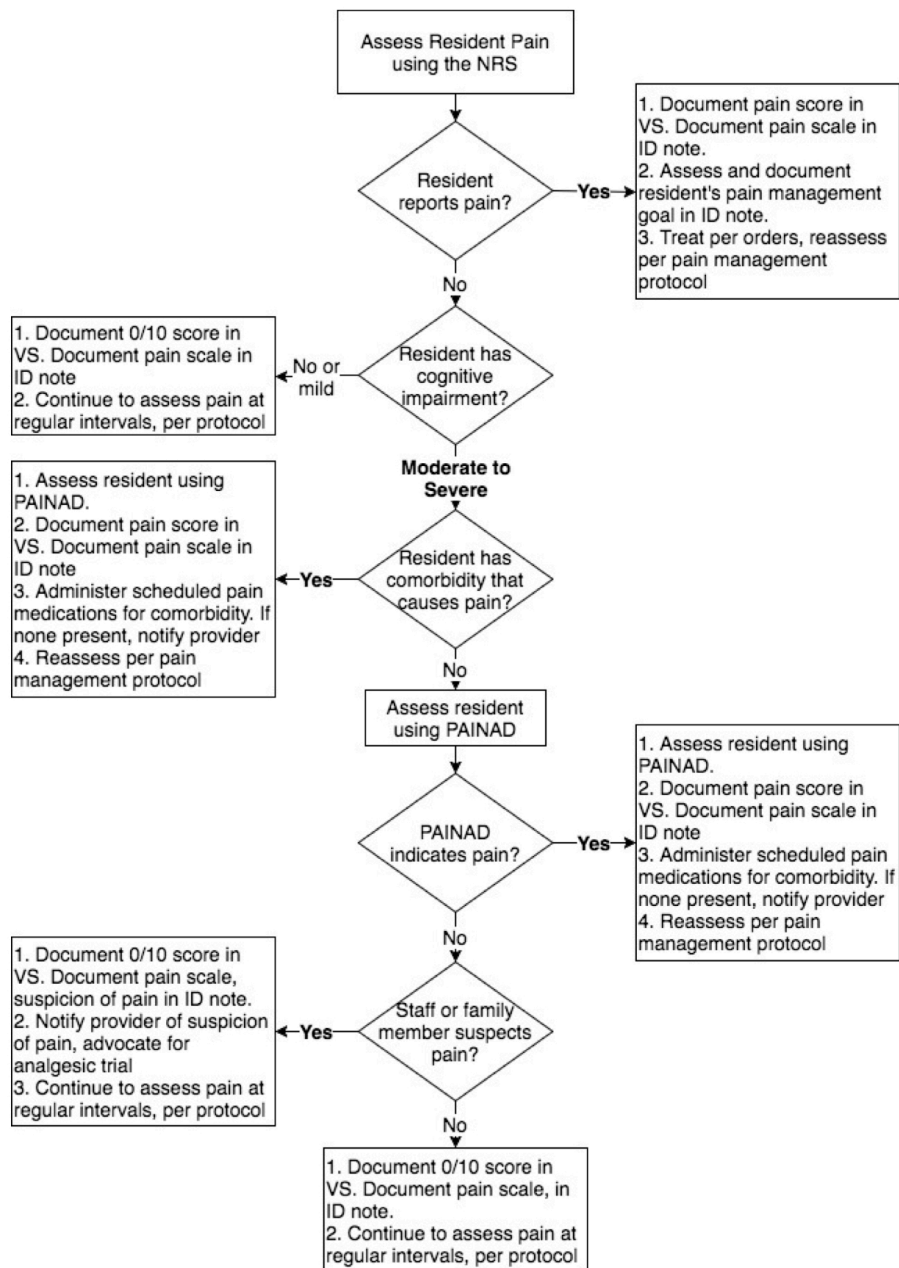 Assess Resident Pain
using the NRS
Resident
reports pain?
Yes
1. Document pain score in
VS. Document pain scale in
ID note.
2. Assess and document
resident's pain management
goal in ID note.
3. Treat per orders, reassess
per pain management
protocol
No
Resident has
cognitive
impairment?
No or
mild
1. Document 0/10 score in
VS. Document pain scale in
ID note
2. Continue to assess pain at
regular intervals, per protocol
Moderate to
Severe
Resident has
comorbidity that
causes pain?
Yes
1. Assess resident using
PAINAD.
2. Document pain score in
VS. Document pain scale in
ID note
3. Administer scheduled pain
medications for comorbidity. If
none present, notify provider
4. Reassess per pain
management protocol
No
Assess resident
using PAINAD
PAINAD
indicates pain?
Yes
1. Assess resident using
PAINAD.
2. Document pain score in
VS. Document pain scale in
ID note
3. Administer scheduled pain
medications for comorbidity. If
none present, notify provider
4. Reassess per pain
management protocol
No
Staff or family
member suspects
pain?
Yes
1. Document 0/10 score in
VS. Document pain scale,
suspicion of pain in ID note.
2. Notify provider of suspicion
of pain, advocate for
analgesic trial
3. Continue to assess pain at
regular intervals, per protocol
No
1. Document 0/10 score in
VS. Document pain scale, in
ID note.
2. Continue to assess pain at
regular intervals, per protocol